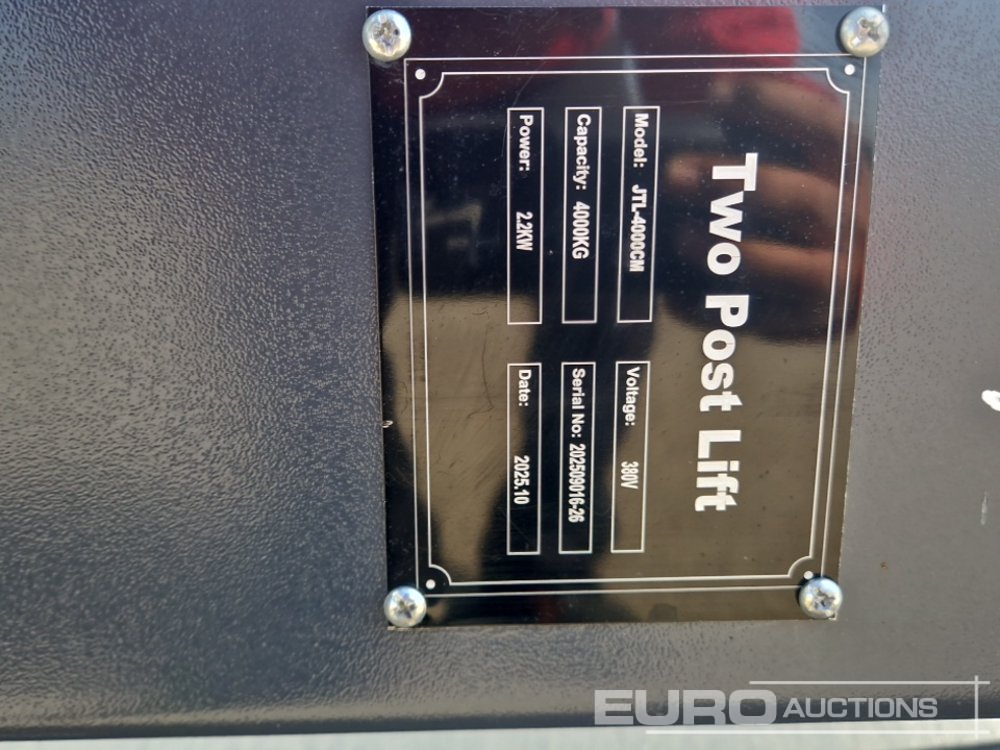 Two Post Lift
Model: JTL-4000CM
Voltage: 380V
Capacity: 4000KG
Serial No: 202509016-26
Power: 2.2KW
Date: 2025.10
EURO AUCTIONS